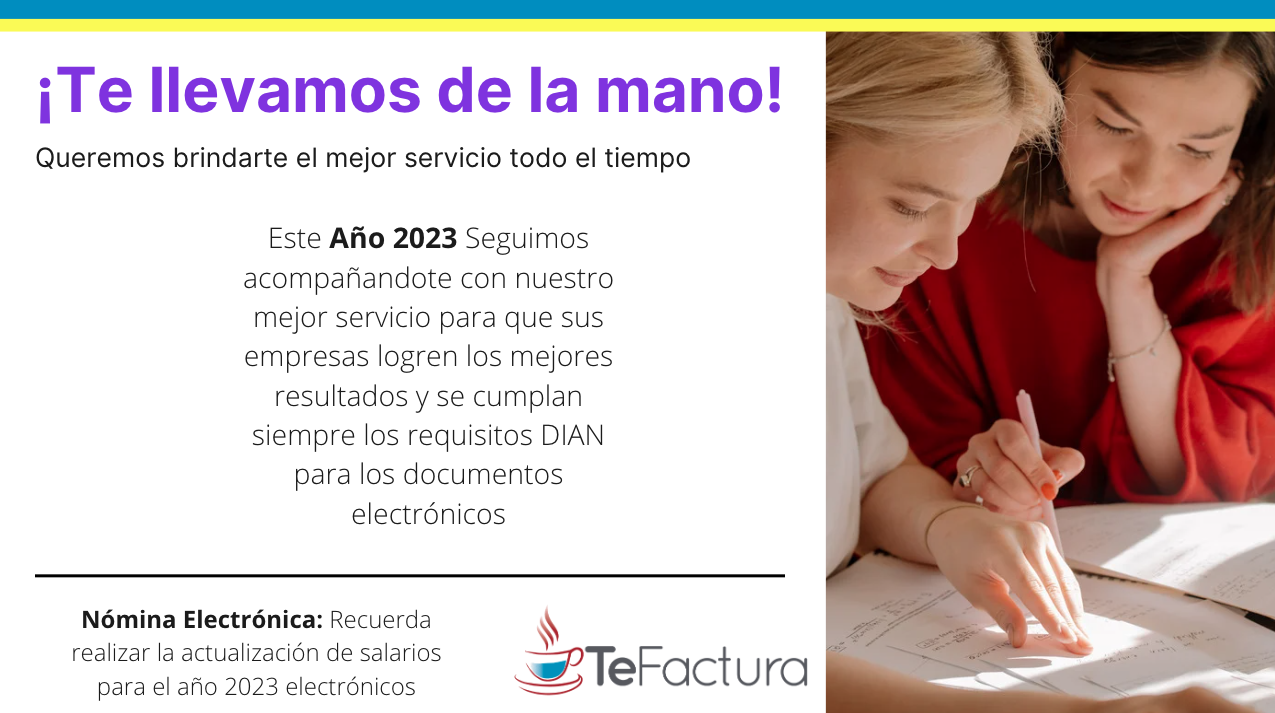 ¡Te llevamos de la mano!
Queremos brindarte el mejor servicio todo el tiempo
Este Año 2023 Seguimos
acompañandote con nuestro
mejor servicio para que sus
empresas logren los mejores
resultados y se cumplan
siempre los requisitos DIAN
para los documentos
electrónicos
Nómina Electrónica: Recuerda
realizar la actualización de salarios
para el año 2023 electrónicos
TeFactura